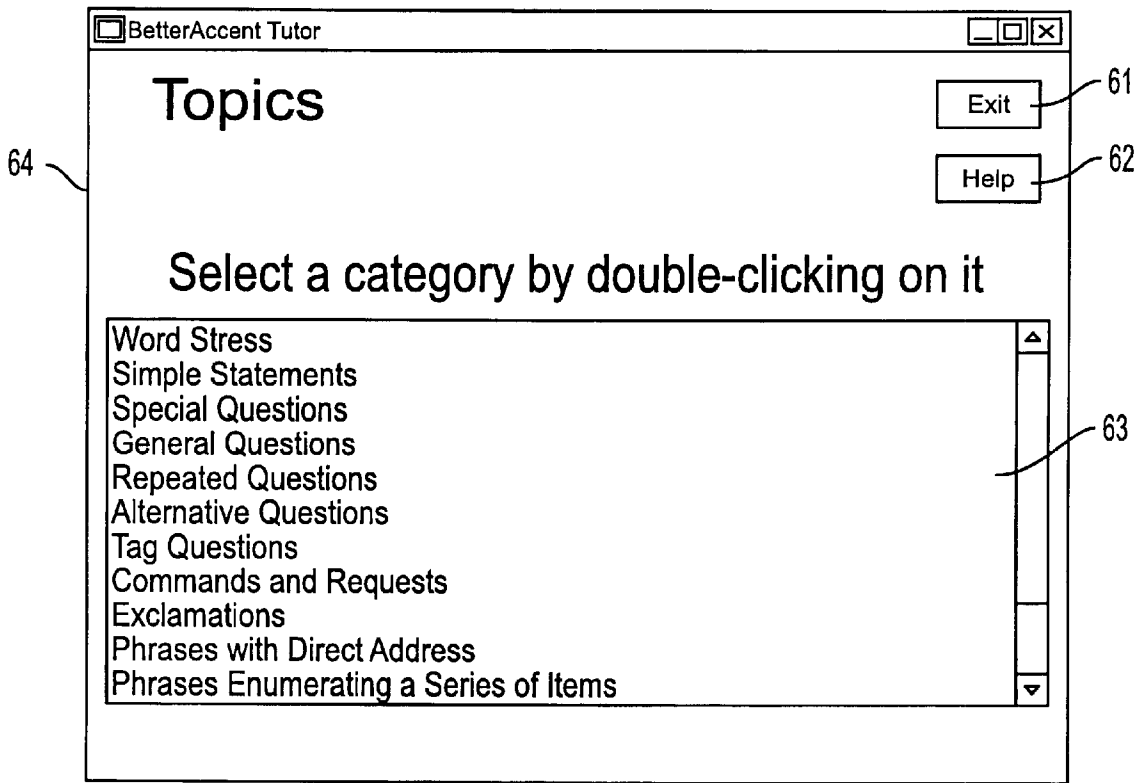 BetterAccent Tutor
Topics
Exit
61
64
Help
62
Select a category by double-clicking on it
Word Stress
Simple Statements
Special Questions
General Questions
Repeated Questions
63
Alternative Questions
Tag Questions
Commands and Requests
Exclamations
Phrases with Direct Address
Phrases Enumerating a Series of Items